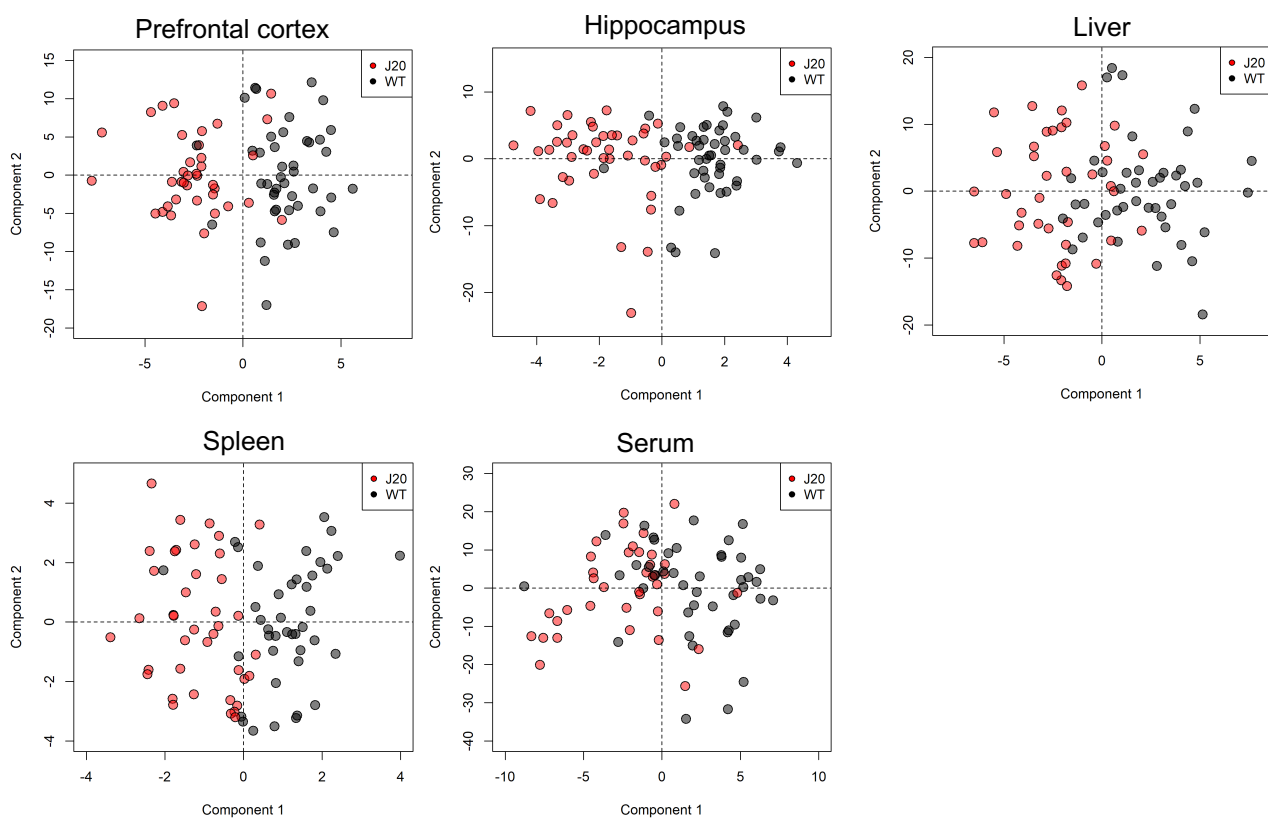 Prefrontal cortex
J20
WT
15
10
5
0
-5
-10
-15
-20
Component 2
-5 0 5
Component 1
Hippocampus
J20
WT
10
0
-10
-20
Component 2
-4 -2 0 2 4
Component 1
Liver
J20
WT
20
10
0
-10
-20
Component 2
-5 0 5
Component 1
Spleen
J20
WT
4
2
0
-2
-4
Component 2
-4 -2 0 2 4
Component 1
Serum
J20
WT
30
20
10
0
-10
-20
-30
-40
Component 2
-10 -5 0 5 10
Component 1